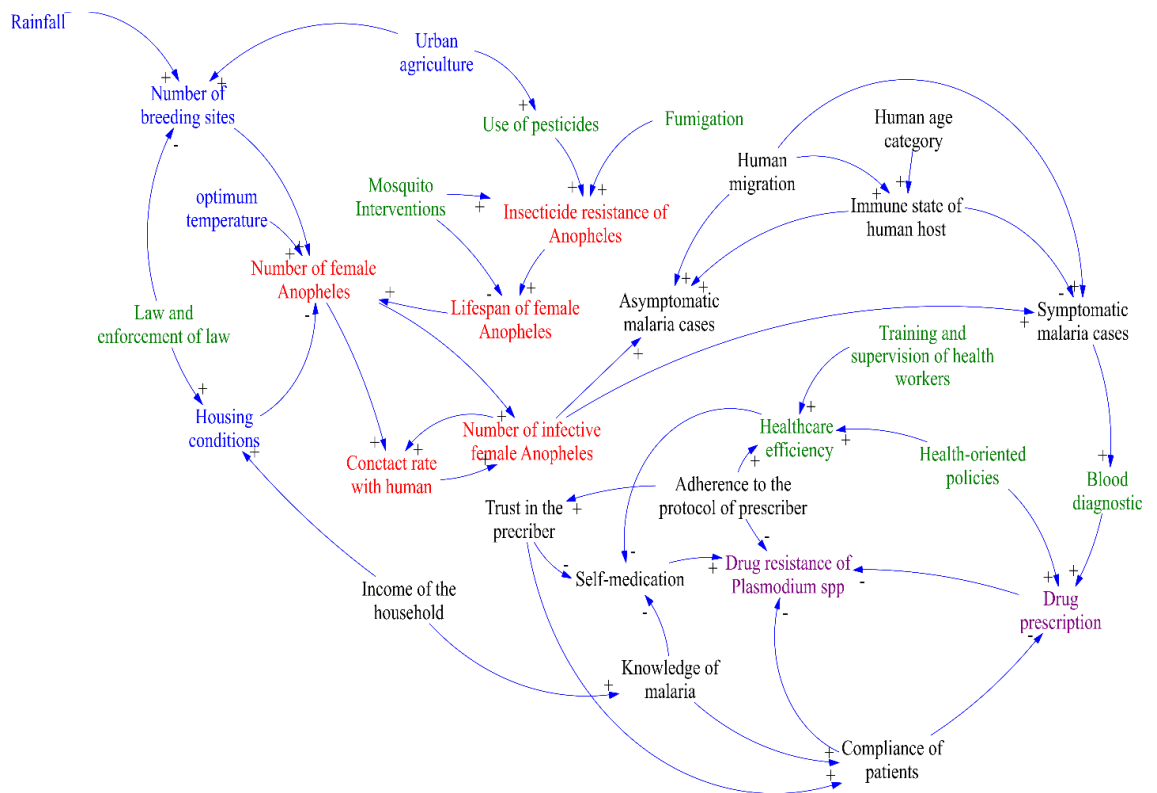 Rainfall
Urban
agriculture
+
+
Number of
breeding sites
-
+
Use of pesticides
Fumigation
Human age
category
Human
migration
+
+
Immune state of
human host
Mosquito
Interventions
+
+
+
Insecticide resistance of
Anopheles
optimum
temperature
+
+
Number of female
Anopheles
-
+
-
+
Lifespan of female
Anopheles
+
+
Asymptomatic
malaria cases
+
-
+
+
Symptomatic
malaria cases
Law and
enforcement of law
Training and
supervision of health
workers
+
Housing
conditions
+
+
Number of infective
female Anopheles
+
+
+
Conctact rate
with human
+
Healthcare
efficiency
+
+
Health-oriented
policies
+
Blood
diagnostic
Adherence to the
protocol of prescriber
+
Trust in the
precriber
-
-
-
Self-medication
+
Drug resistance of
Plasmodium spp
-
-
-
+
+
Drug
prescription
-
Income of the
household
+
Knowledge of
malaria
+
+
Compliance of
patients